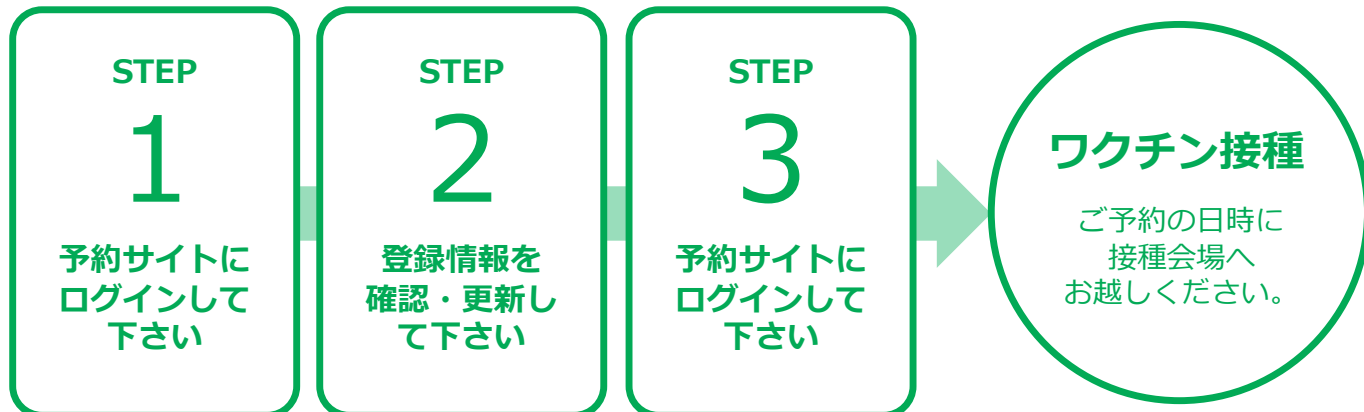 STEP
1
予約サイトに
ログインして
下さい
STEP
2
登録情報を
確認・更新し
て下さい
STEP
3
予約サイトに
ログインして
下さい
ワクチン接種
ご予約の日時に
接種会場へ
お越しください。